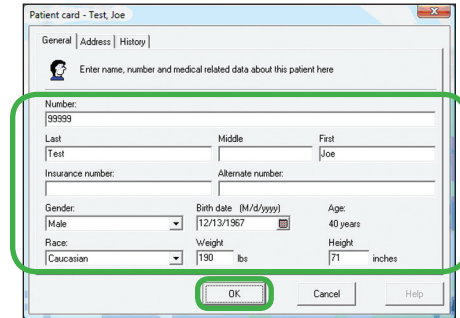 Patient card - Test, Joe
General Address History
Enter name, number and medical related data about this patient here
Number:
99999
Last Middle First
Test Joe
Insurance number: Alternate number:
Gender: Birth date (M/d/yyyy) Age:
Male 12/13/1967 40 years
Race: Weight Height
Caucasian 190 lbs 71 inches
OK Cancel Help